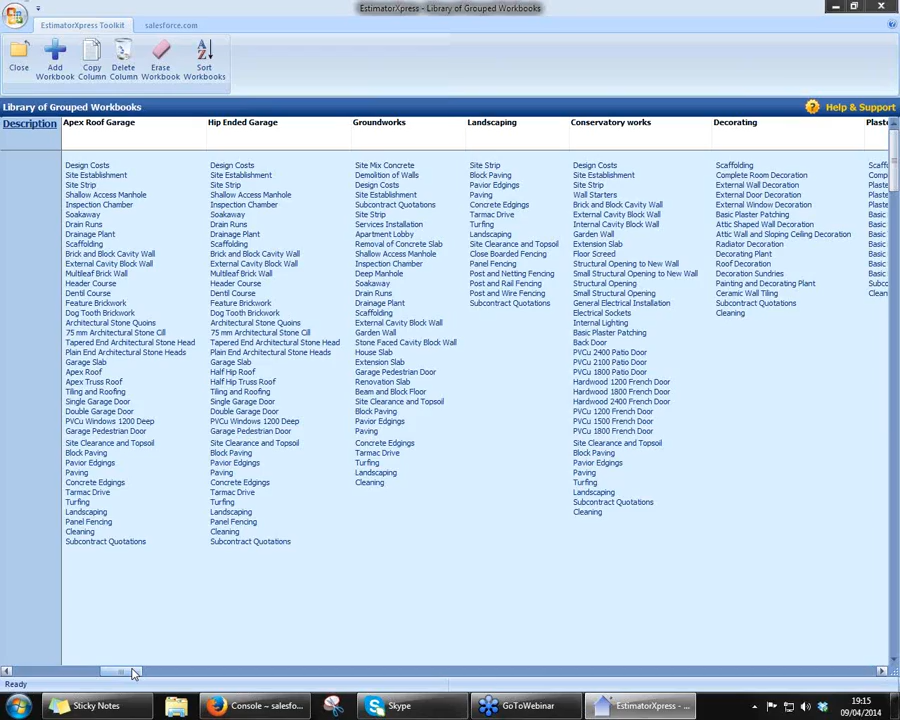 EstimatorXpress - Library of Grouped Workbooks
EstimatorXpress Toolkit
salesforce.com
Close
Add Workbook
Copy Column
Delete Column
Erase Workbook
Sort Workbooks
Library of Grouped Workbooks
Help & Support
Description
Apex Roof Garage
Design Costs
Site Establishment
Site Strip
Shallow Access Manhole
Inspection Chamber
Soakaway
Drain Runs
Drainage Plant
Scaffolding
Brick and Block Cavity Wall
External Cavity Block Wall
Multileaf Brick Wall
Header Course
Dentil Course
Feature Brickwork
Dog Tooth Brickwork
Architectural Stone Quoins
75 mm Architectural Stone Cill
Tapered End Architectural Stone Head
Plain End Architectural Stone Heads
Garage Slab
Apex Roof
Apex Truss Roof
Tiling and Roofing
Single Garage Door
Double Garage Door
PVCu Windows 1200 Deep
Garage Pedestrian Door
Site Clearance and Topsoil
Block Paving
Pavior Edgings
Paving
Concrete Edgings
Tarmac Drive
Turfing
Landscaping
Panel Fencing
Cleaning
Subcontract Quotations
Hip Ended Garage
Design Costs
Site Establishment
Site Strip
Shallow Access Manhole
Inspection Chamber
Soakaway
Drain Runs
Drainage Plant
Scaffolding
Brick and Block Cavity Wall
External Cavity Block Wall
Multileaf Brick Wall
Header Course
Dentil Course
Feature Brickwork
Dog Tooth Brickwork
Architectural Stone Quoins
75 mm Architectural Stone Cill
Tapered End Architectural Stone Head
Plain End Architectural Stone Heads
Garage Slab
Half Hip Roof
Half Hip Truss Roof
Tiling and Roofing
Single Garage Door
Double Garage Door
PVCu Windows 1200 Deep
Garage Pedestrian Door
Site Clearance and Topsoil
Block Paving
Pavior Edgings
Paving
Concrete Edgings
Tarmac Drive
Turfing
Landscaping
Panel Fencing
Cleaning
Subcontract Quotations
Groundworks
Site Mix Concrete
Demolition of Walls
Design Costs
Site Establishment
Subcontract Quotations
Site Strip
Services Installation
Apartment Lobby
Removal of Concrete Slab
Shallow Access Manhole
Inspection Chamber
Deep Manhole
Soakaway
Drain Runs
Drainage Plant
Scaffolding
External Cavity Block Wall
Garden Wall
Stone Faced Cavity Block Wall
House Slab
Extension Slab
Garage Pedestrian Door
Renovation Slab
Beam and Block Floor
Site Clearance and Topsoil
Block Paving
Pavior Edgings
Paving
Concrete Edgings
Tarmac Drive
Turfing
Landscaping
Cleaning
Landscaping
Site Strip
Block Paving
Pavior Edgings
Paving
Concrete Edgings
Tarmac Drive
Turfing
Landscaping
Site Clearance and Topsoil
Close Boarded Fencing
Panel Fencing
Post and Netting Fencing
Post and Rail Fencing
Post and Wire Fencing
Subcontract Quotations
Conservatory works
Design Costs
Site Establishment
Site Strip
Wall Starters
Brick and Block Cavity Wall
External Cavity Block Wall
Internal Cavity Block Wall
Garden Wall
Extension Slab
Floor Screed
Structural Opening to New Wall
Small Structural Opening to New Wall
Structural Opening
Small Structural Opening
General Electrical Installation
Electrical Sockets
Internal Lighting
Basic Plaster Patching
Back Door
PVCu 2400 Patio Door
PVCu 2100 Patio Door
PVCu 1800 Patio Door
Hardwood 1200 French Door
Hardwood 1800 French Door
Hardwood 2400 French Door
PVCu 1200 French Door
PVCu 1500 French Door
PVCu 1800 French Door
Site Clearance and Topsoil
Block Paving
Pavior Edgings
Paving
Turfing
Landscaping
Subcontract Quotations
Cleaning
Decorating
Scaffolding
Complete Room Decoration
External Wall Decoration
External Door Decoration
External Window Decoration
Basic Plaster Patching
Attic Shaped Wall Decoration
Attic Wall and Sloping Ceiling Decoration
Radiator Decoration
Decorating Plant
Roof Decoration
Decoration Sundries
Painting and Decorating Plant
Ceramic Wall Tiling
Subcontract Quotations
Cleaning
Plaste
Scaff
Comp
Plaste
Plaste
Basic
Basic
Basic
Basic
Basic
Basic
Basic
Plaste
Subco
Clean
Ready
Sticky Notes
Console ~ salesfo...
Skype
GoToWebinar
EstimatorXpress - ...
19:15
09/04/2014